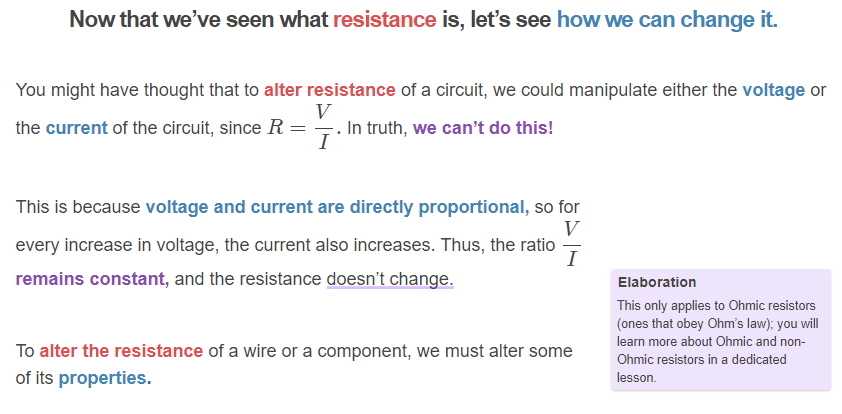 Now that we've seen what resistance is, let's see how we can change it.
You might have thought that to alter resistance of a circuit, we could manipulate either the voltage or
the current of the circuit, since R = V/I. In truth, we can't do this!
This is because voltage and current are directly proportional, so for
every increase in voltage, the current also increases. Thus, the ratio V/I
remains constant, and the resistance doesn't change.
To alter the resistance of a wire or a component, we must alter some
of its properties.
Elaboration
This only applies to Ohmic resistors
(ones that obey Ohm's law); you will
learn more about Ohmic and non-
Ohmic resistors in a dedicated
lesson.